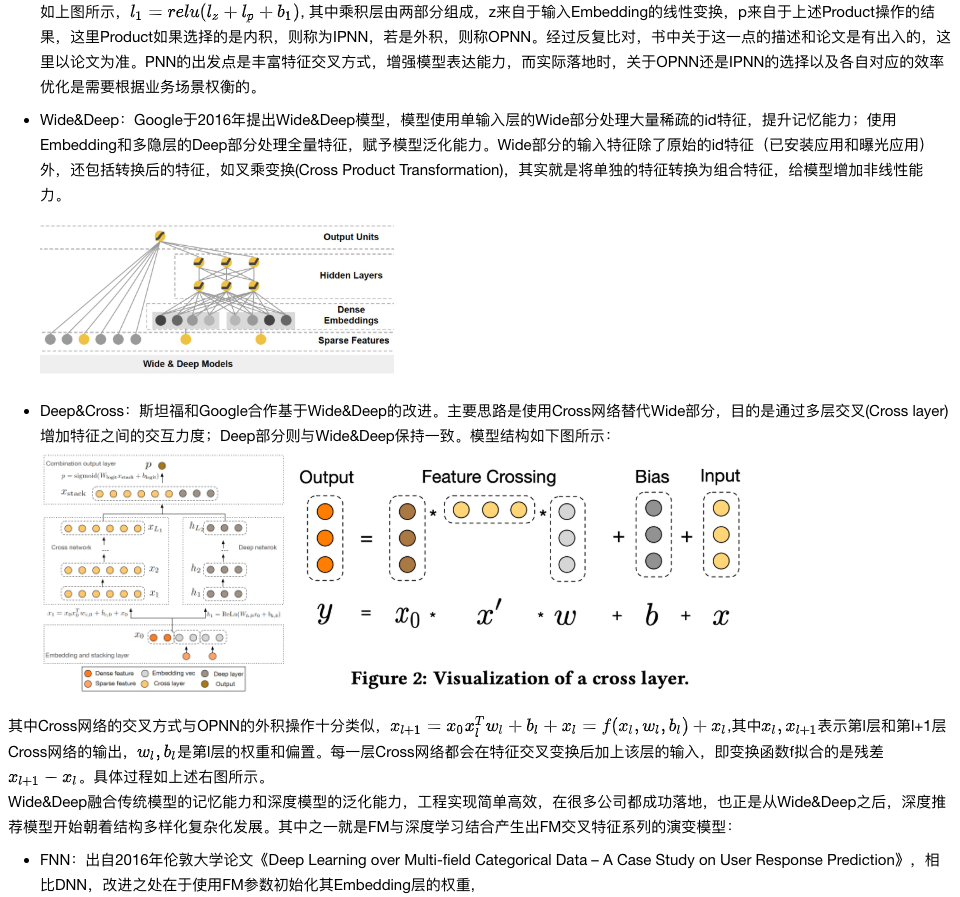 如上图所示，l₁ = relu(l_z + l_p + b₁), 其中乘积层由两部分组成，z来自于输入Embedding的线性变换，p来自于上述Product操作的结
果，这里Product如果选择的是内积，则称为IPNN，若是外积，则称OPNN。经过反复比对，书中关于这一点的描述和论文是有出入的，这
里以论文为准。PNN的出发点是丰富特征交叉方式，增强模型表达能力，而实际落地时，关于OPNN还是IPNN的选择以及各自对应的效率
优化是需要根据业务场景权衡的。
• Wide&Deep：Google于2016年提出Wide&Deep模型，模型使用单输入层的Wide部分处理大量稀疏的id特征，提升记忆能力；使用
Embedding和多隐层的Deep部分处理全量特征，赋予模型泛化能力。Wide部分的输入特征除了原始的id特征（已安装应用和曝光应用）
外，还包括转换后的特征，如叉乘变换(Cross Product Transformation)，其实就是将单独的特征转换为组合特征，给模型增加非线性能
力。
Output Units
Hidden Layers
Dense
Embeddings
Sparse Features
Wide & Deep Models
• Deep&Cross：斯坦福和Google合作基于Wide&Deep的改进。主要思路是使用Cross网络替代Wide部分，目的是通过多层交叉(Cross layer)
增加特征之间的交互力度；Deep部分则与Wide&Deep保持一致。模型结构如下图所示：
Combination output layer p
p = sigmoid(W_logit x_stack + b_logit)
x_stack
x_{L1} h_{L2}
Cross network ... ... Deep network
x₂ h₂
x₁ h₁
x₁ = x₀x₀ᵀw_{c,0} + b_{c,0} + x₀ h₁ = ReLu(W_{h,0}x₀ + b_{h,0})
x₀
Embedding and stacking layer
Dense feature Embedding vec Deep layer
Sparse feature Cross layer Output
Output Feature Crossing Bias Input
= * * + +
y = x₀ * x′ * w + b + x
Figure 2: Visualization of a cross layer.
其中Cross网络的交叉方式与OPNN的外积操作十分类似，x_{l+1} = x₀x_l^T w_l + b_l + x_l = f(x_l, w_l, b_l) + x_l,其中x_l, x_{l+1}表示第l层和第l+1层
Cross网络的输出，w_l, b_l是第l层的权重和偏置。每一层Cross网络都会在特征交叉变换后加上该层的输入，即变换函数f拟合的是残差
x_{l+1} − x_l。具体过程如上述右图所示。
Wide&Deep融合传统模型的记忆能力和深度模型的泛化能力，工程实现简单高效，在很多公司都成功落地，也正是从Wide&Deep之后，深度推
荐模型开始朝着结构多样化复杂化发展。其中之一就是FM与深度学习结合产生出FM交叉特征系列的演变模型：
• FNN：出自2016年伦敦大学论文《Deep Learning over Multi-field Categorical Data – A Case Study on User Response Prediction》，相
比DNN，改进之处在于使用FM参数初始化其Embedding层的权重，